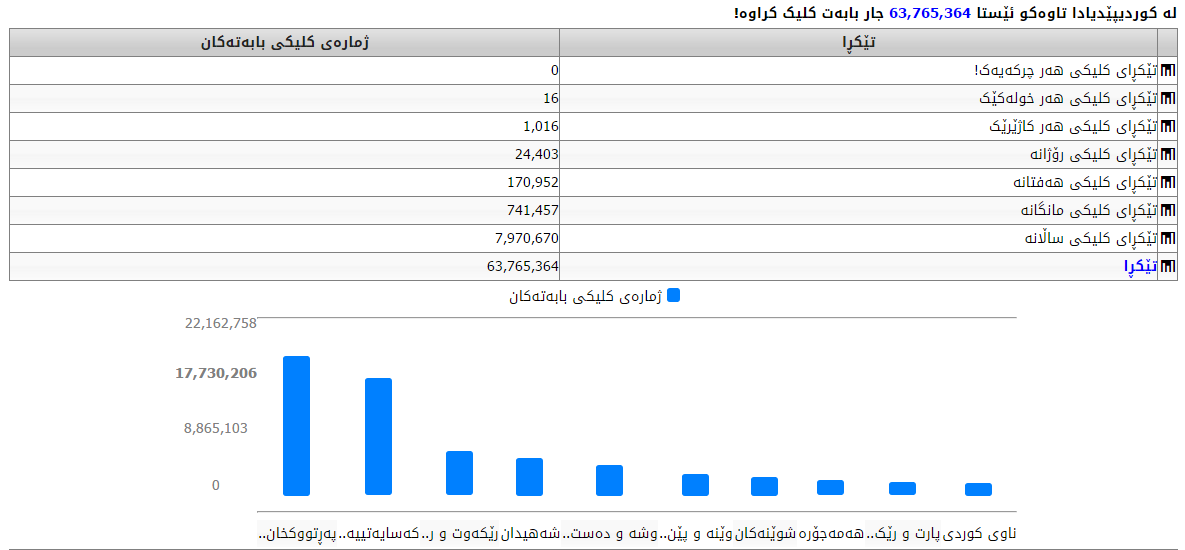 لە کوردیپێدیادا تاوەکو ئێستا 63,765,364 جار بابەت کلیک کراوە!
تێکڕا ژمارەی کلیکی بابەتەکان
تێکڕای کلیکی هەر چرکەیەک! 0
تێکڕای کلیکی هەر خولەکێک 16
تێکڕای کلیکی هەر کاژێرێک 1,016
تێکڕای کلیکی رۆژانە 24,403
تێکڕای کلیکی هەفتانە 170,952
تێکڕای کلیکی مانگانە 741,457
تێکڕای کلیکی ساڵانە 7,970,670
تێکڕا 63,765,364
ژمارەی کلیکی بابەتەکان
22,162,758
17,730,206
8,865,103
0
ناوی کوردی پارت و رێک.. هەمەجۆرە شوێنەکان وێنە و پێن.. وشە و دەست.. شەهیدان رێکەوت و ر.. کەسایەتییە.. پەڕتووکخان..